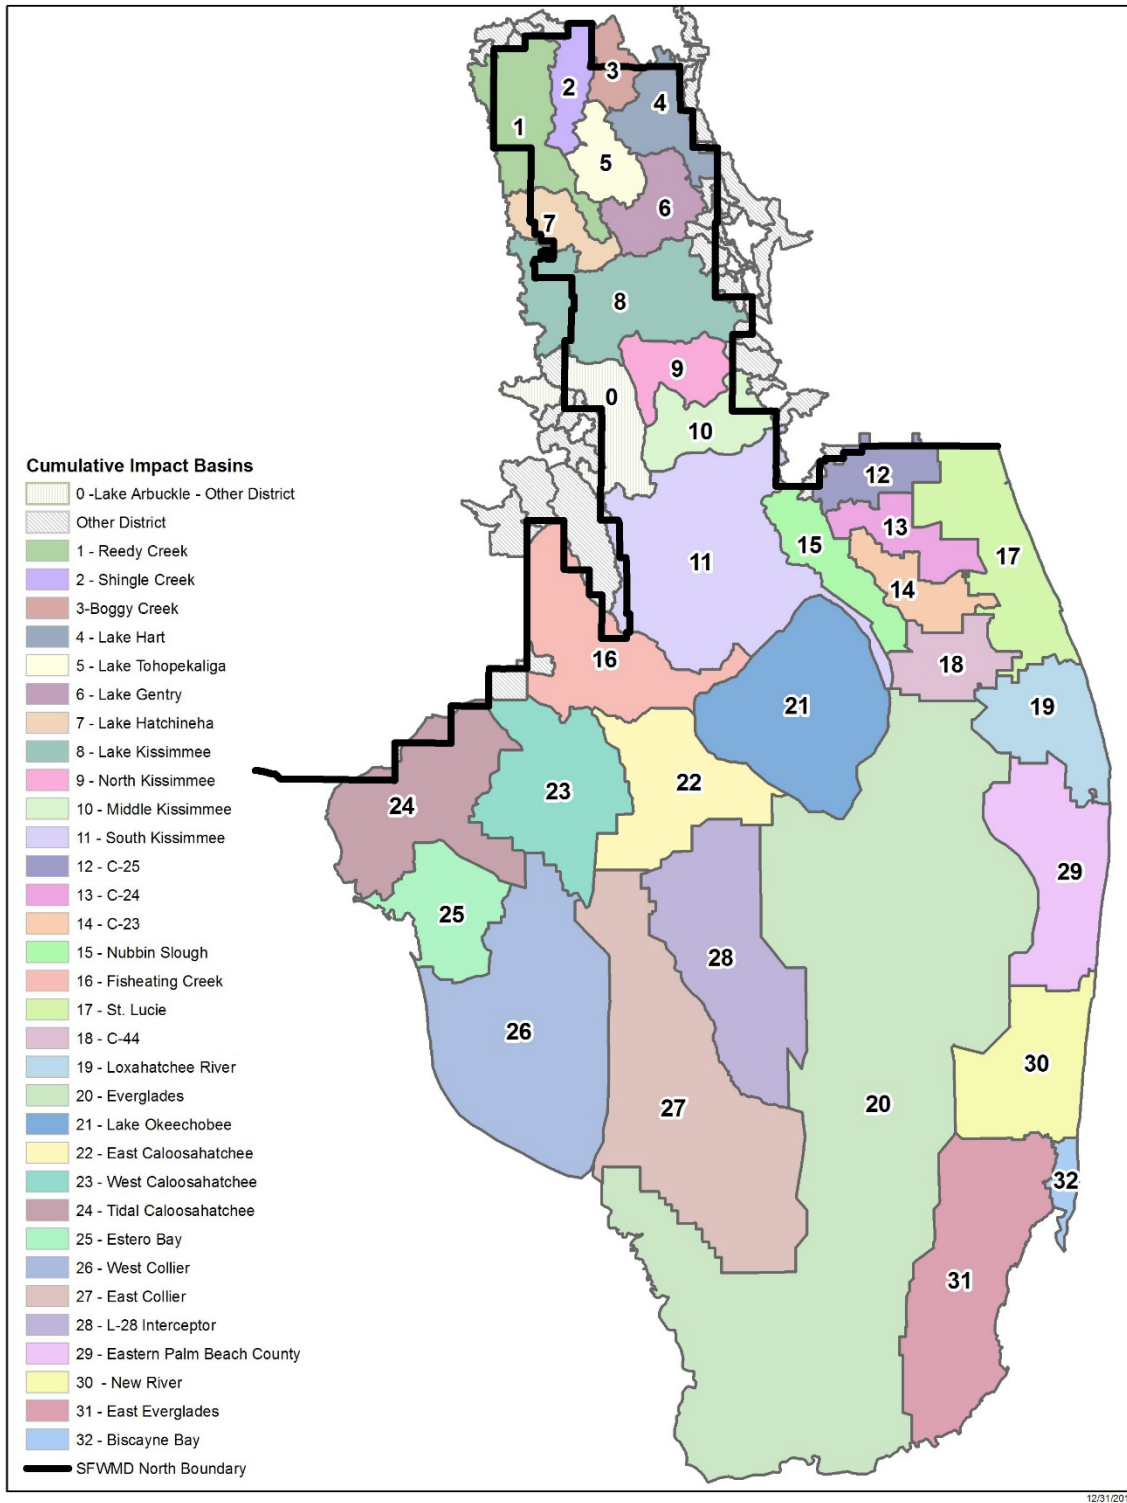 3
2
4
1
5
6
7
8
9
0
10
Cumulative Impact Basins
0 -Lake Arbuckle - Other District
Other District
1 - Reedy Creek
2 - Shingle Creek
3-Boggy Creek
4 - Lake Hart
5 - Lake Tohopekaliga
6 - Lake Gentry
7 - Lake Hatchineha
8 - Lake Kissimmee
9 - North Kissimmee
10 - Middle Kissimmee
11 - South Kissimmee
12 - C-25
13 - C-24
14 - C-23
15 - Nubbin Slough
16 - Fisheating Creek
17 - St. Lucie
18 - C-44
19 - Loxahatchee River
20 - Everglades
21 - Lake Okeechobee
22 - East Caloosahatchee
23 - West Caloosahatchee
24 - Tidal Caloosahatchee
25 - Estero Bay
26 - West Collier
27 - East Collier
28 - L-28 Interceptor
29 - Eastern Palm Beach County
30 - New River
31 - East Everglades
32 - Biscayne Bay
SFWMD North Boundary
12
13
15
17
11
14
16
18
21
19
22
23
24
29
25
28
26
30
27
20
32
31
12/31/201